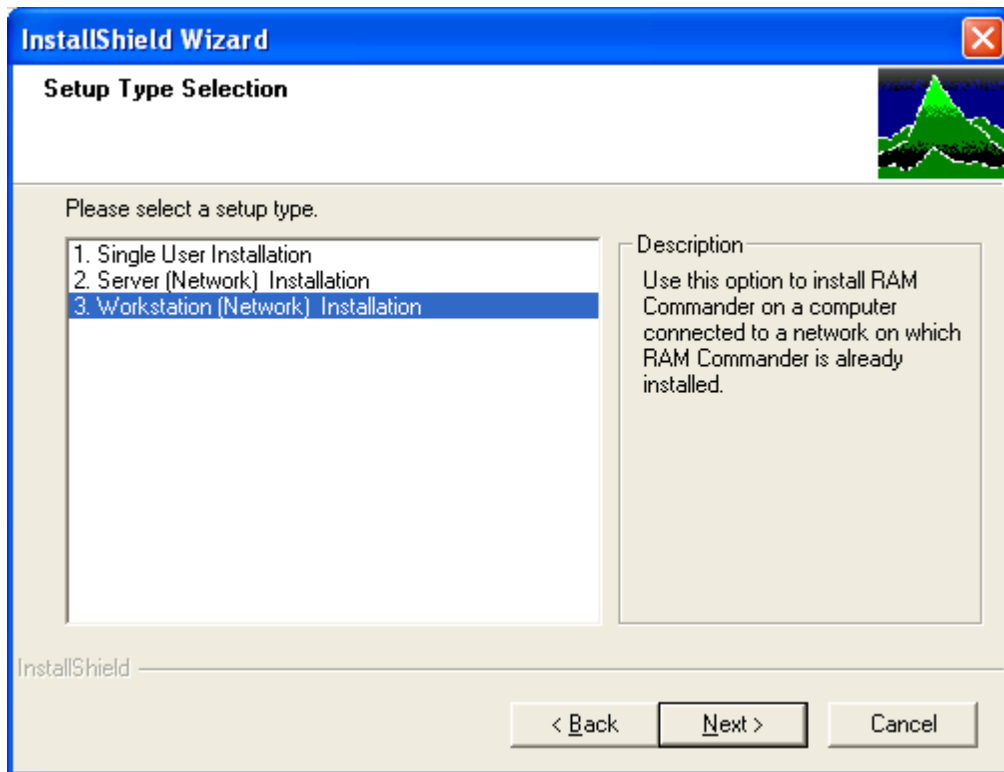 InstallShield Wizard
Setup Type Selection
Please select a setup type.
1. Single User Installation
2. Server (Network)  Installation
3. Workstation (Network)  Installation
Description
Use this option to install RAM
Commander on a computer
connected to a network on which
RAM Commander is already
installed.
InstallShield
< Back
Next >
Cancel